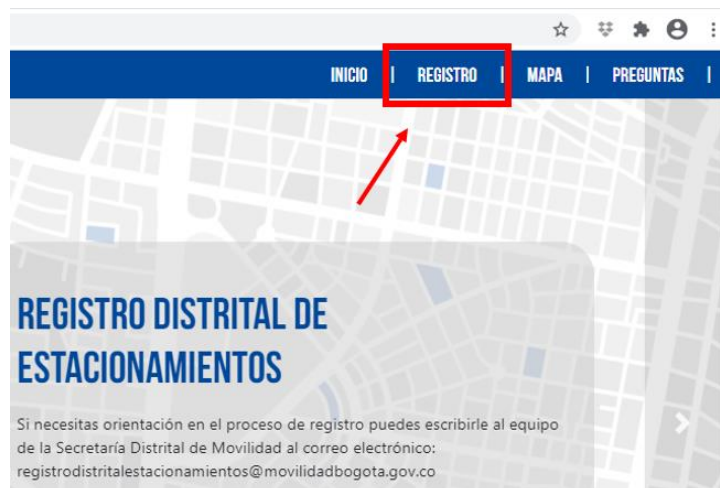 INICIO | REGISTRO | MAPA | PREGUNTAS |
REGISTRO DISTRITAL DE
ESTACIONAMIENTOS
Si necesitas orientación en el proceso de registro puedes escribirle al equipo
de la Secretaría Distrital de Movilidad al correo electrónico:
registrodistritalestacionamientos@movilidadbogota.gov.co